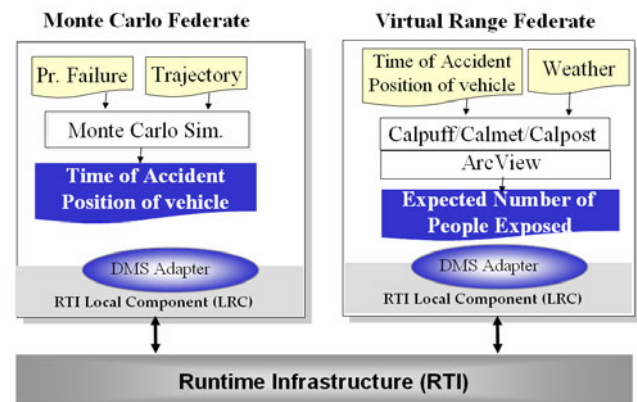 Monte Carlo Federate
Pr. Failure
Trajectory
Monte Carlo Sim.
Time of Accident
Position of vehicle
DMS Adapter
RTI Local Component (LRC)
Virtual Range Federate
Time of Accident
Position of vehicle
Weather
Calpuff/Calmet/Calpost
ArcView
Expected Number of
People Exposed
DMS Adapter
RTI Local Component (LRC)
Runtime Infrastructure (RTI)